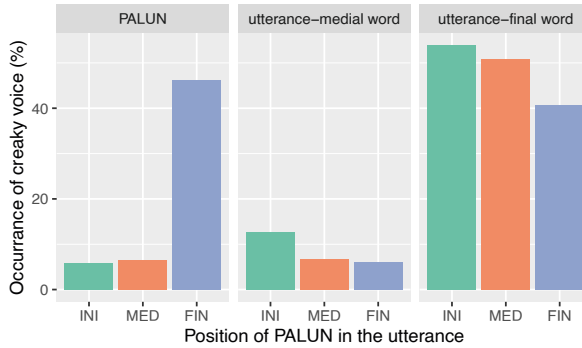 PALUN utterance-medial word utterance-final word
Occurrance of creaky voice (%)
40
20
0
INI MED FIN INI MED FIN INI MED FIN
Position of PALUN in the utterance